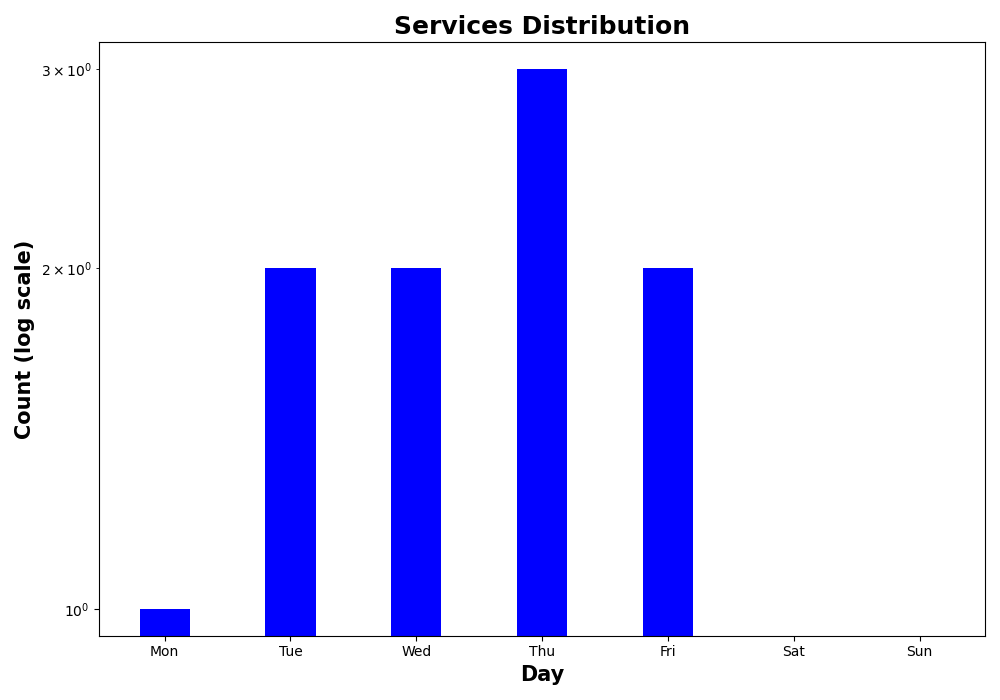 Services Distribution
3 × 10⁰
2 × 10⁰
10⁰
Count (log scale)
Mon Tue Wed Thu Fri Sat Sun
Day